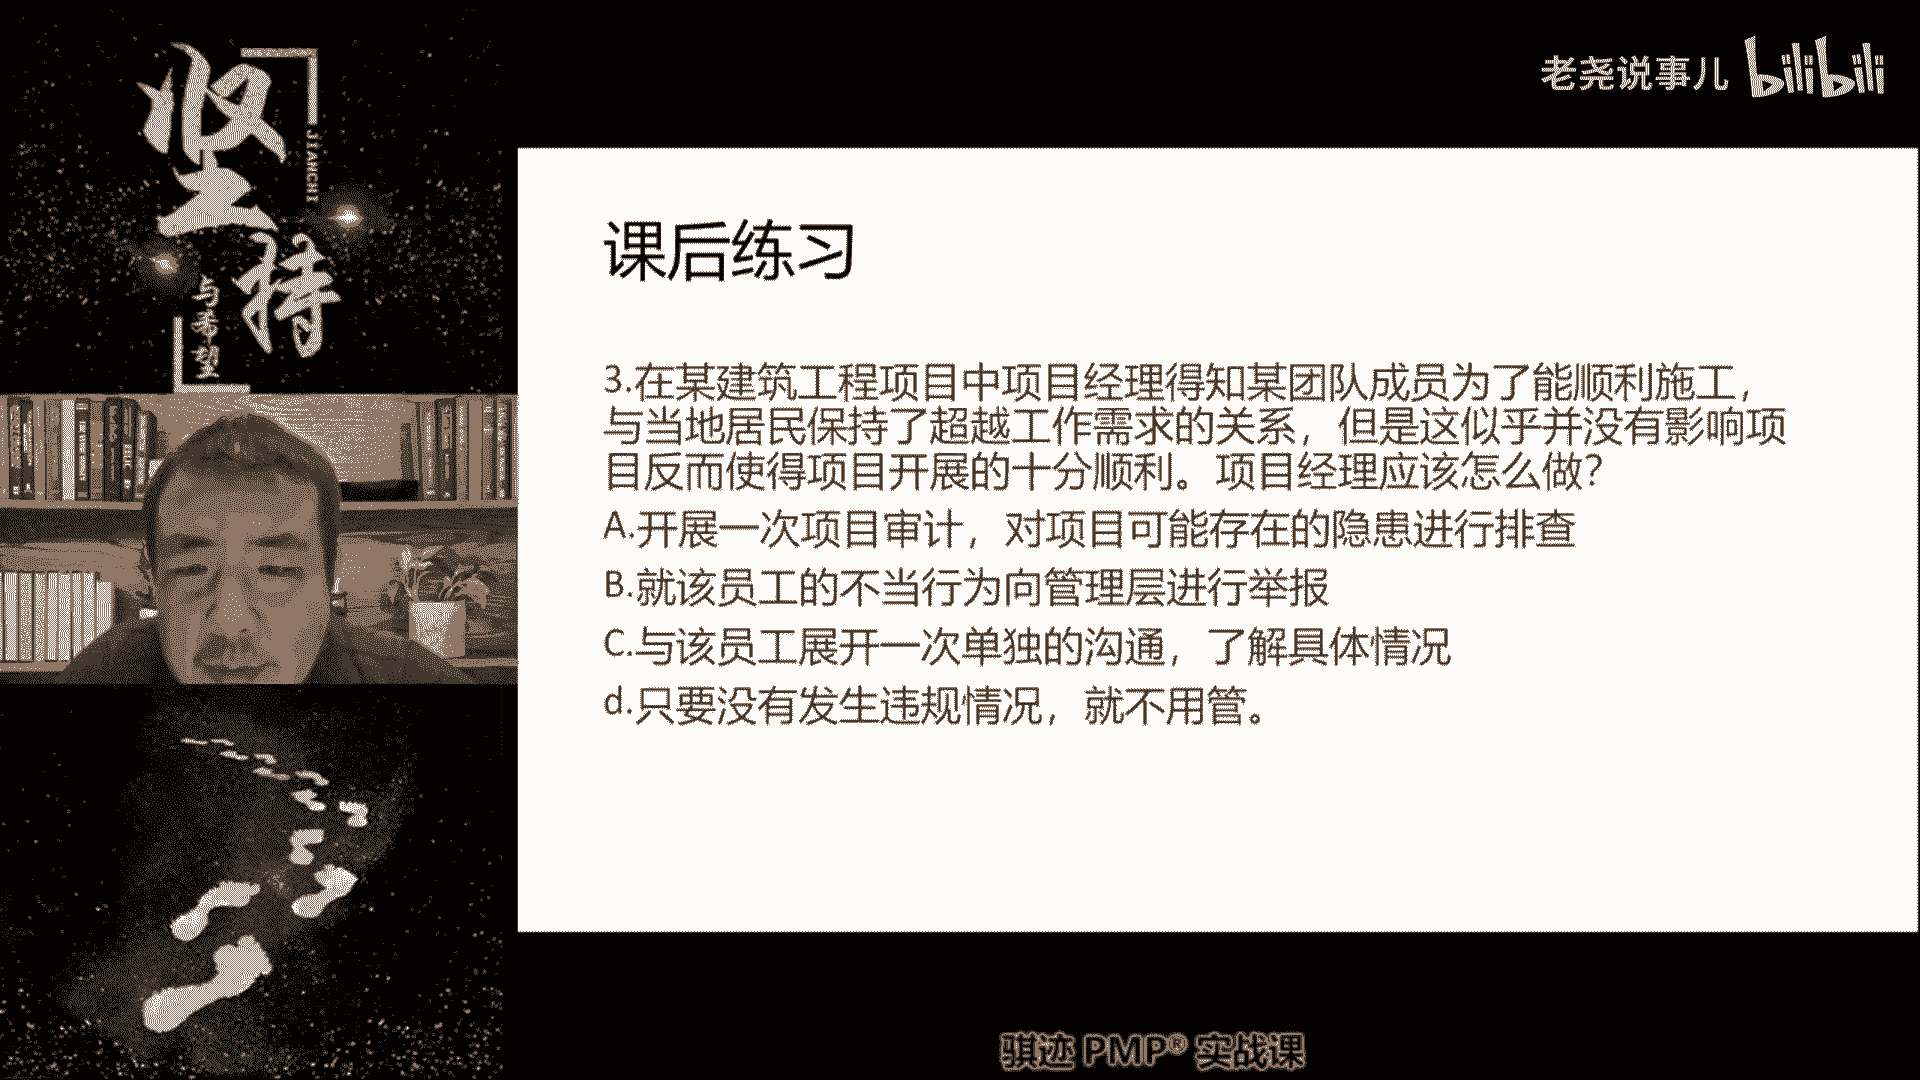 坚持
JIANCHI
与希望
老尧说事儿 bilibili
课后练习
3.在某建筑工程项目中项目经理得知某团队成员为了能顺利施工，
与当地居民保持了超越工作需求的关系，但是这似乎并没有影响项
目反而使得项目开展的十分顺利。项目经理应该怎么做？
A.开展一次项目审计，对项目可能存在的隐患进行排查
B.就该员工的不当行为向管理层进行举报
C.与该员工展开一次单独的沟通，了解具体情况
d.只要没有发生违规情况，就不用管。
骐迹 PMP® 实战课